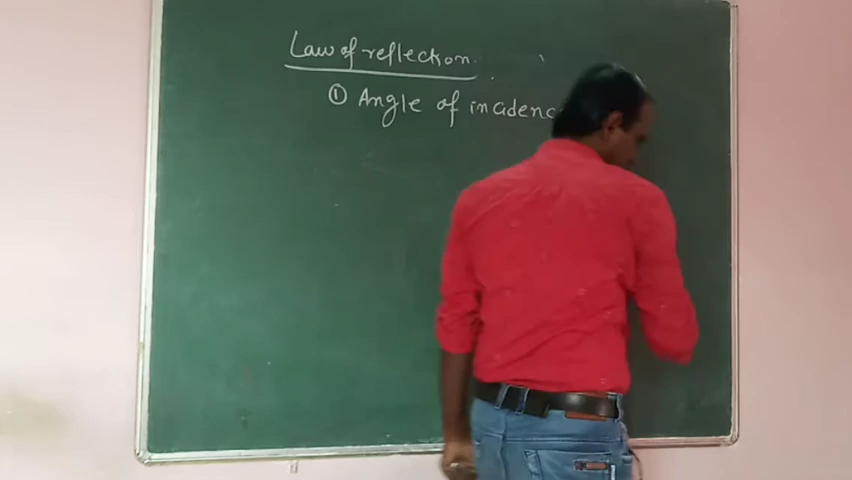 Law of reflection.
① Angle of incidenc